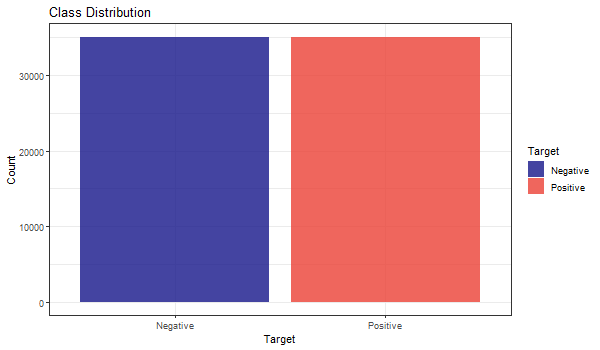 Class Distribution
Count
30000
20000
10000
0
Negative
Positive
Target
Target
Negative
Positive